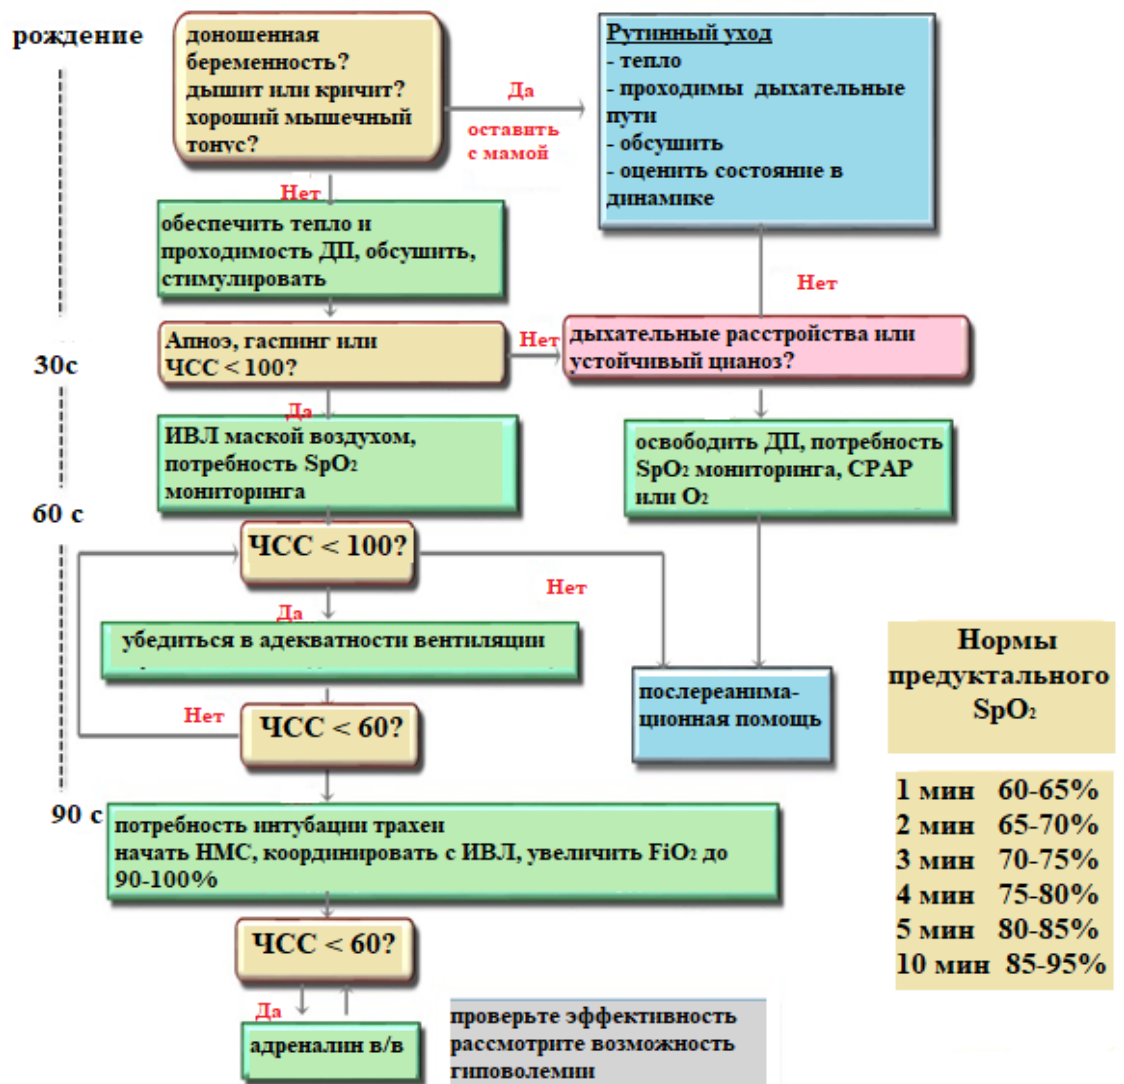 рождение
доношенная
беременность?
дышит или кричит?
хороший мышечный
тонус?
Да
оставить
с мамой
Рутинный уход
- тепло
- проходимы дыхательные
пути
- обсушить
- оценить состояние в
динамике
Нет
обеспечить тепло и
проходимость ДП, обсушить,
стимулировать
Нет
30с
Апноэ, гаспинг или
ЧСС < 100?
Нет
дыхательные расстройства или
устойчивый цианоз?
Да
ИВЛ маской воздухом,
потребность SpO₂
мониторинга
освободить ДП, потребность
SpO₂ мониторинга, СРАР
или О₂
60 с
ЧСС < 100?
Нет
Да
убедиться в адекватности вентиляции
Нет
ЧСС < 60?
послереанима-
ционная помощь
Нормы
предуктального
SpO₂
90 с
потребность интубации трахеи
начать НМС, координировать с ИВЛ, увеличить FiO₂ до
90-100%
1 мин 60-65%
2 мин 65-70%
3 мин 70-75%
4 мин 75-80%
5 мин 80-85%
10 мин 85-95%
ЧСС < 60?
Да
адреналин в/в
проверьте эффективность
рассмотрите возможность
гиповолемии